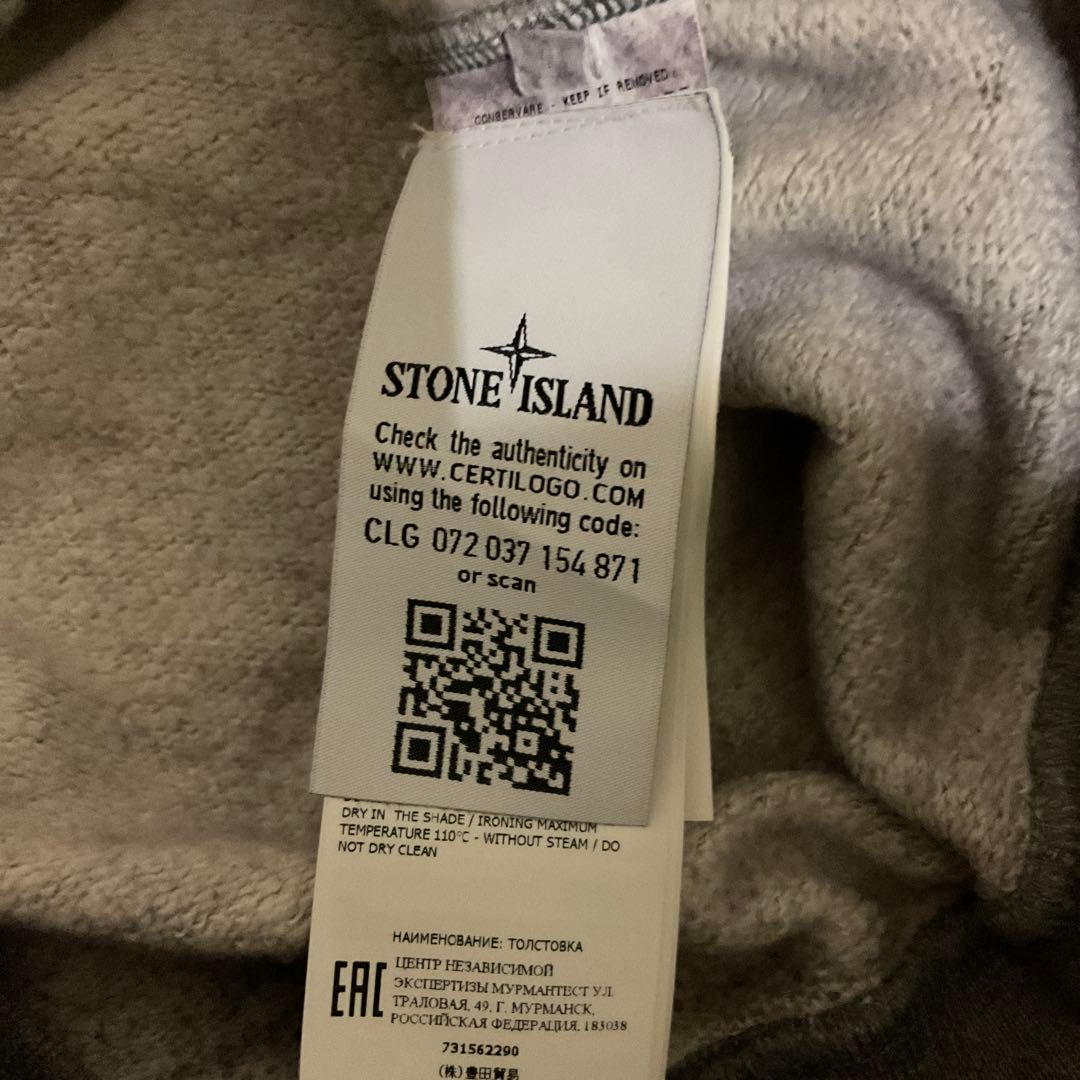 CONSERVARE - KEEP IF REMOVED
STONE ISLAND
Check the authenticity on
WWW.CERTILOGO.COM
using the following code:
CLG 072 037 154 871
or scan
DRY IN THE SHADE / IRONING MAXIMUM
TEMPERATURE 110°C - WITHOUT STEAM / DO
NOT DRY CLEAN
НАИМЕНОВАНИЕ: ТОЛСТОВКА
EAC
ЦЕНТР НЕЗАВИСИМОЙ
ЭКСПЕРТИЗЫ МУРМАНТЕСТ УЛ.
ТРАЛОВАЯ, 49, Г. МУРМАНСК,
РОССИЙСКАЯ ФЕДЕРАЦИЯ, 183038
731562290
(株)豊田貿易